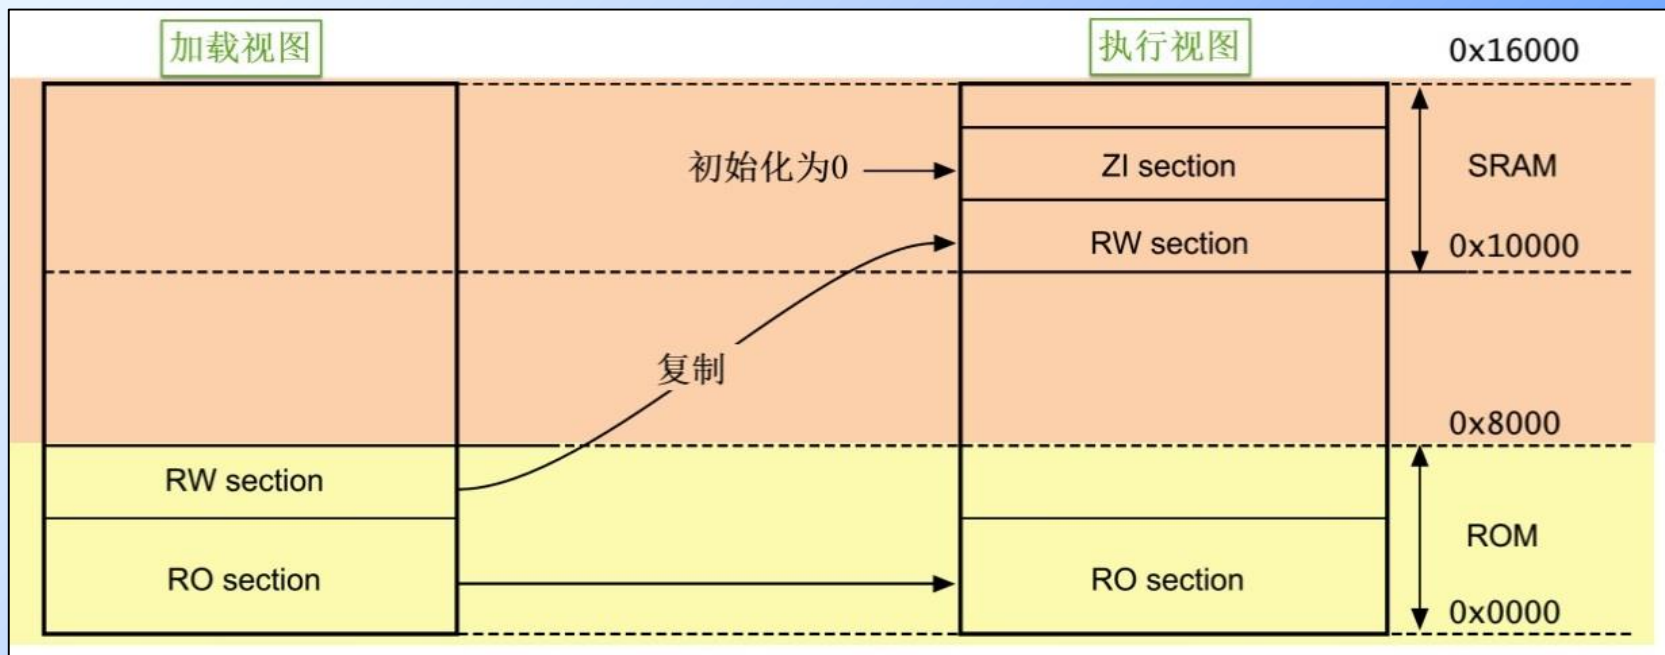 加载视图
执行视图
0x16000
初始化为0
ZI section
SRAM
RW section
0x10000
复制
0x8000
RW section
ROM
RO section
RO section
0x0000